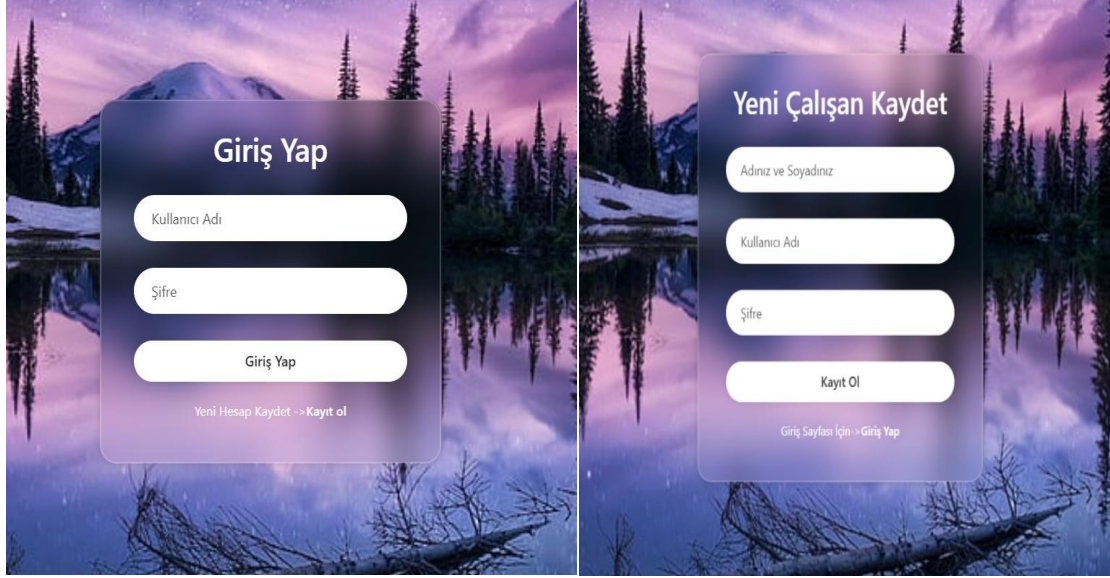 Giriş Yap
Kullanıcı Adı
Şifre
Giriş Yap
Yeni Hesap Kaydet ->Kayıt ol
Yeni Çalışan Kaydet
Adınız ve Soyadınız
Kullanıcı Adı
Şifre
Kayıt Ol
Giriş Sayfası İçin->Giriş Yap